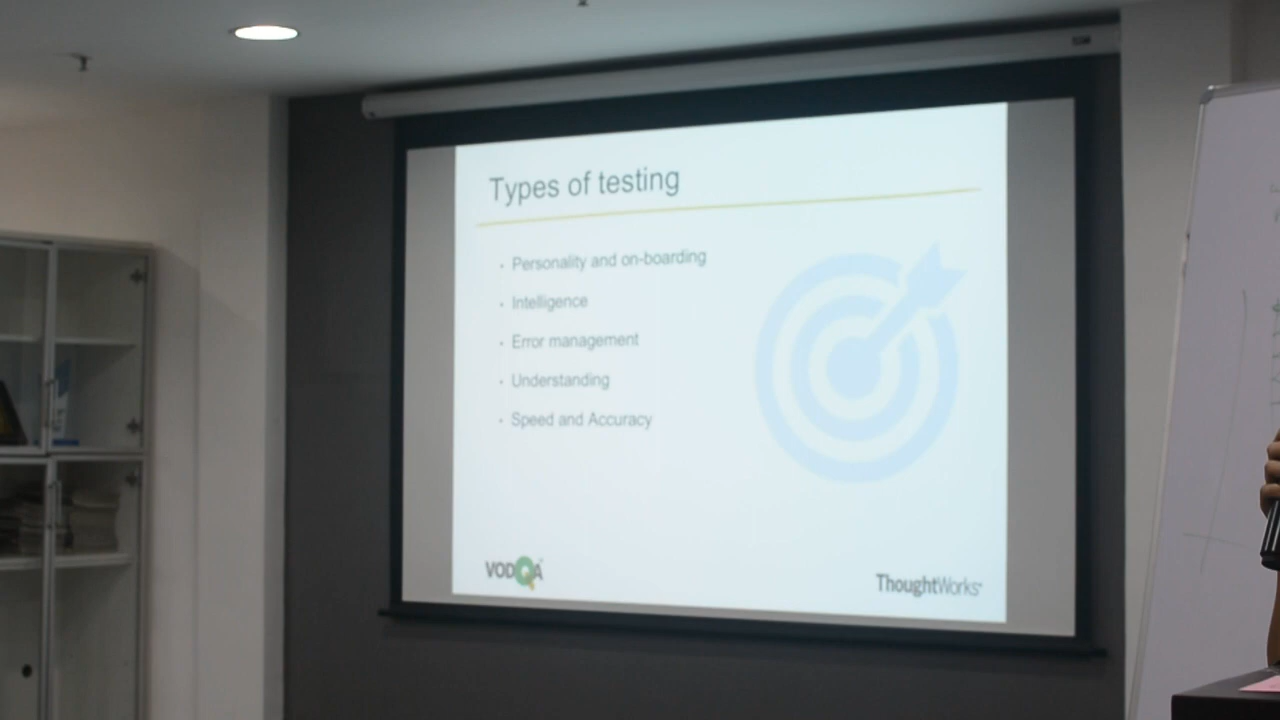 Types of testing
• Personality and on-boarding
• Intelligence
• Error management
• Understanding
• Speed and Accuracy
VODQA
ThoughtWorks